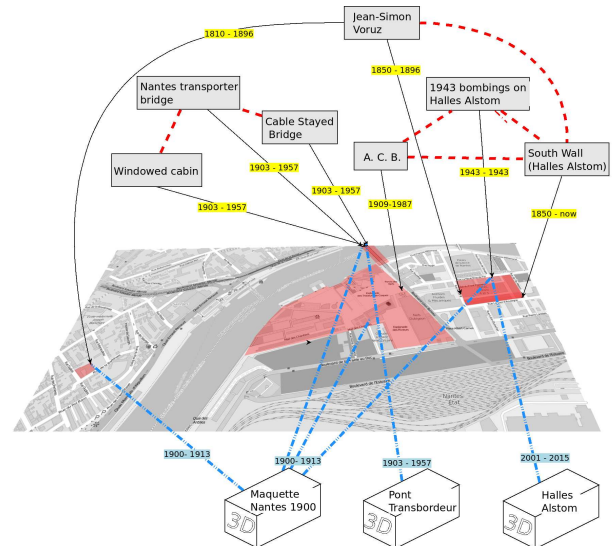 Jean-Simon
Voruz
1810 - 1896
1850 - 1896
Nantes transporter
bridge
1943 bombings on
Halles Alstom
Cable Stayed
Bridge
Windowed cabin
A. C. B.
South Wall
(Halles Alstom)
1903 - 1957
1903 - 1957
1943 - 1943
1903 - 1957
1909-1987
1850 - now
Nantes
État
1900- 1913
1900- 1913
1903 - 1957
2001 - 2015
Maquette
Nantes 1900
3D
Pont
Transbordeur
3D
Halles
Alstom
3D